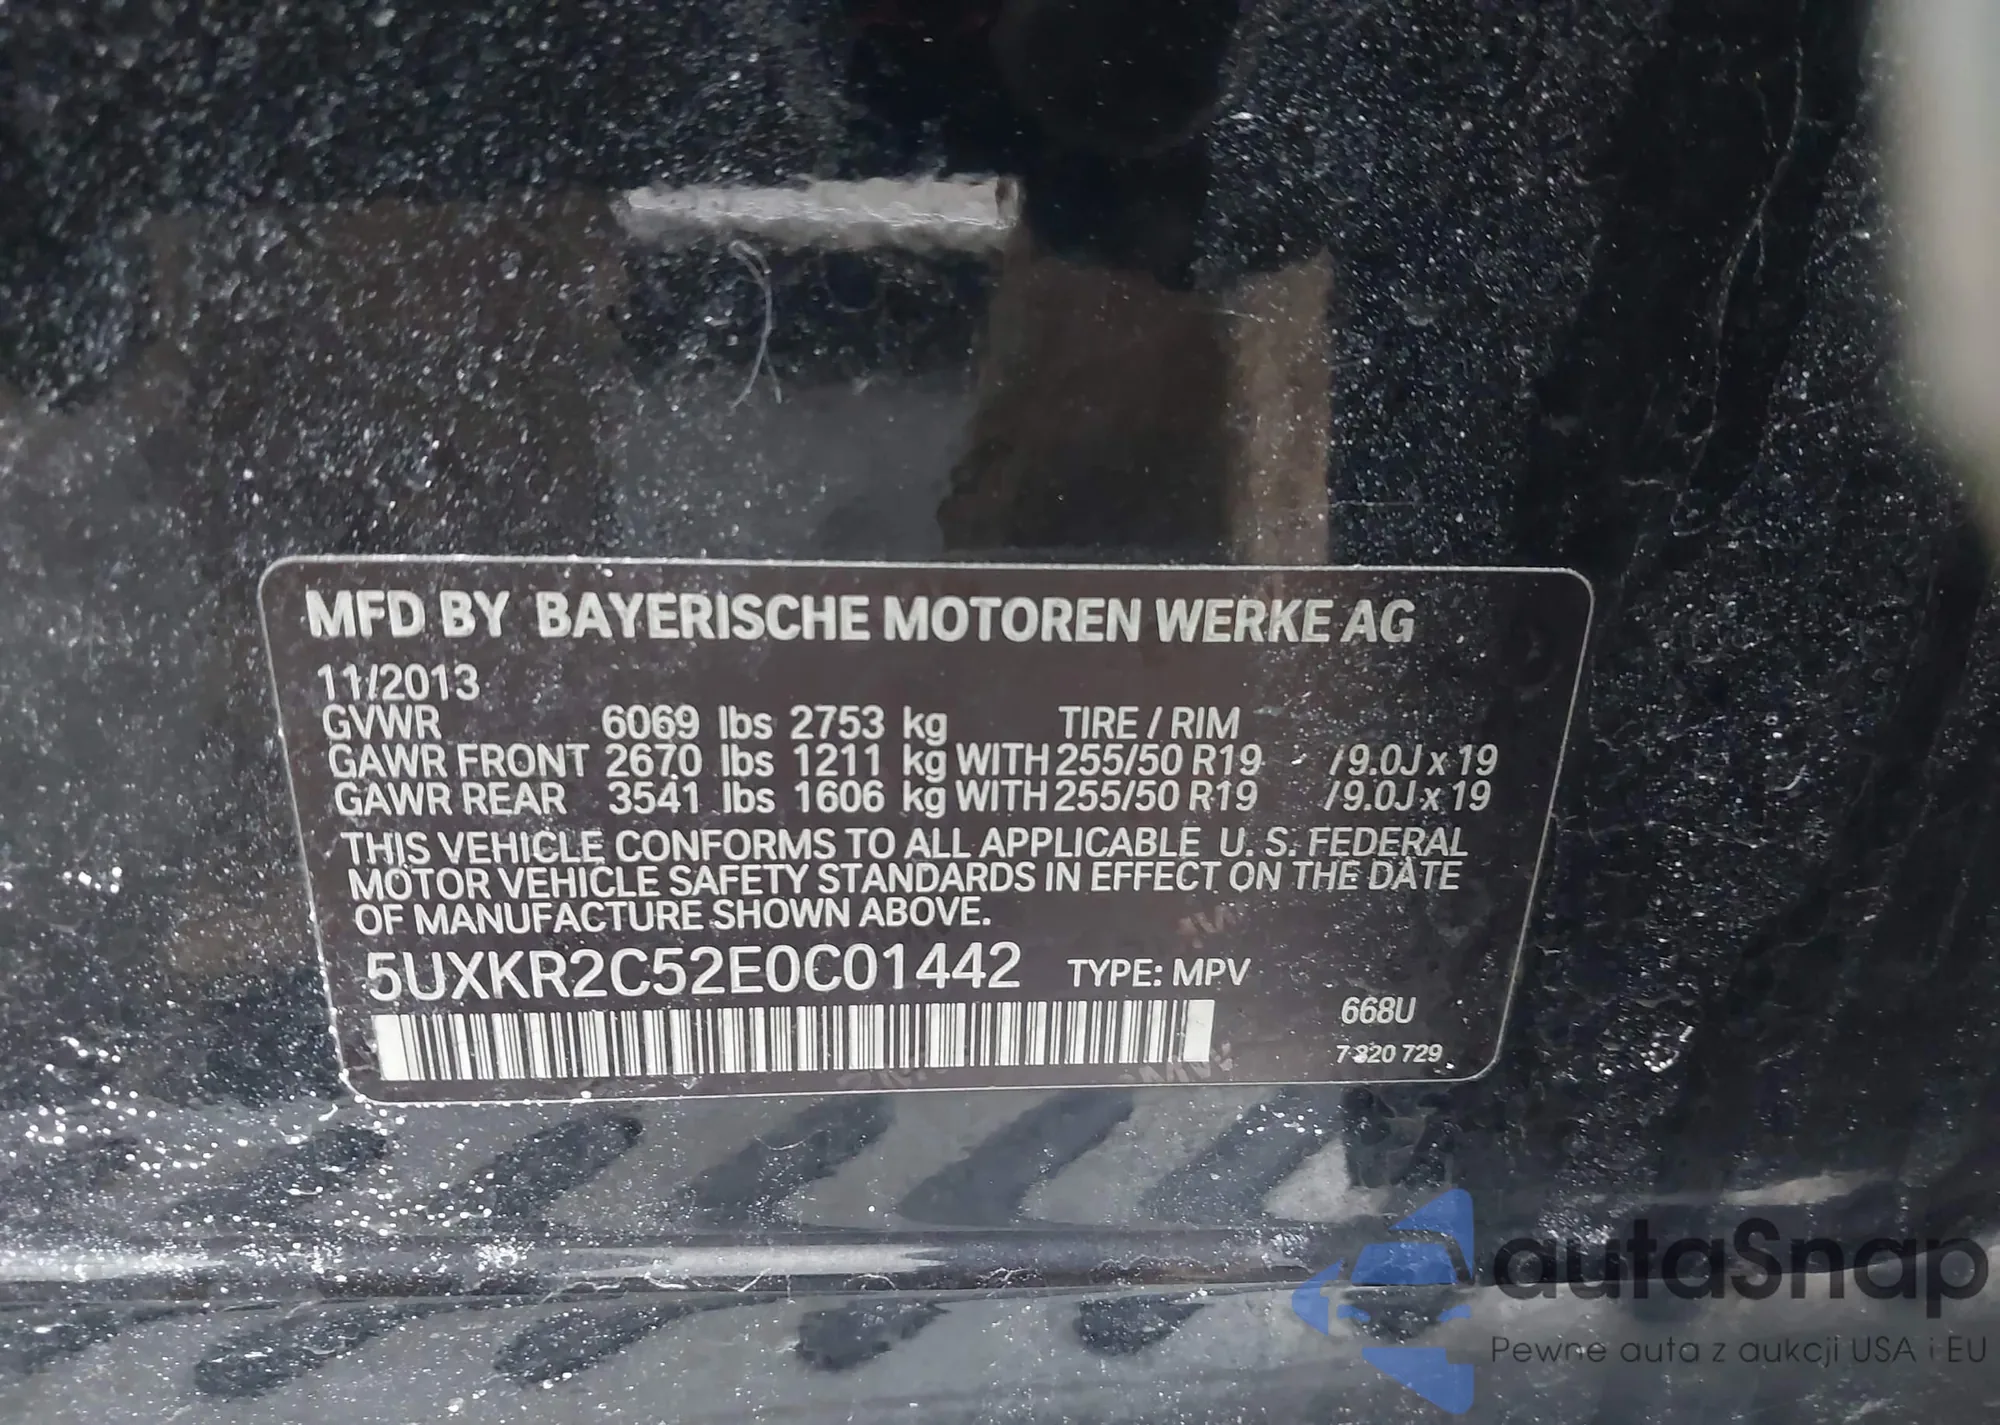 MFD BY BAYERISCHE MOTOREN WERKE AG
11/2013
GVWR 6069 lbs 2753 kg TIRE / RIM
GAWR FRONT 2670 lbs 1211 kg WITH 255/50 R19 / 9.0J x 19
GAWR REAR 3541 lbs 1606 kg WITH 255/50 R19 / 9.0J x 19
THIS VEHICLE CONFORMS TO ALL APPLICABLE U. S. FEDERAL
MOTOR VEHICLE SAFETY STANDARDS IN EFFECT ON THE DATE
OF MANUFACTURE SHOWN ABOVE.
5UXKR2C52E0C01442 TYPE: MPV
668U
7 320 729
autaSnap
Pewne auta z aukcji USA i EU